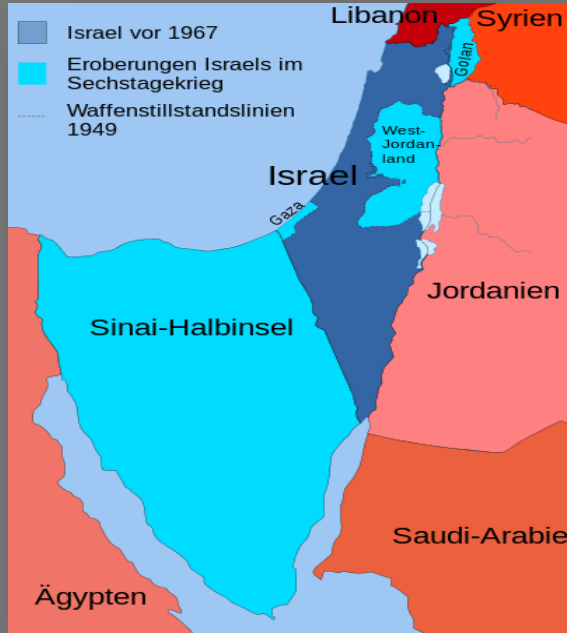 Libanon
Syrien
Israel vor 1967
Eroberungen Israels im
Sechstagekrieg
Waffenstillstandslinien
1949
Golan
West-
Jordan-
land
Israel
Gaza
Jordanien
Sinai-Halbinsel
Saudi-Arabie
Ägypten